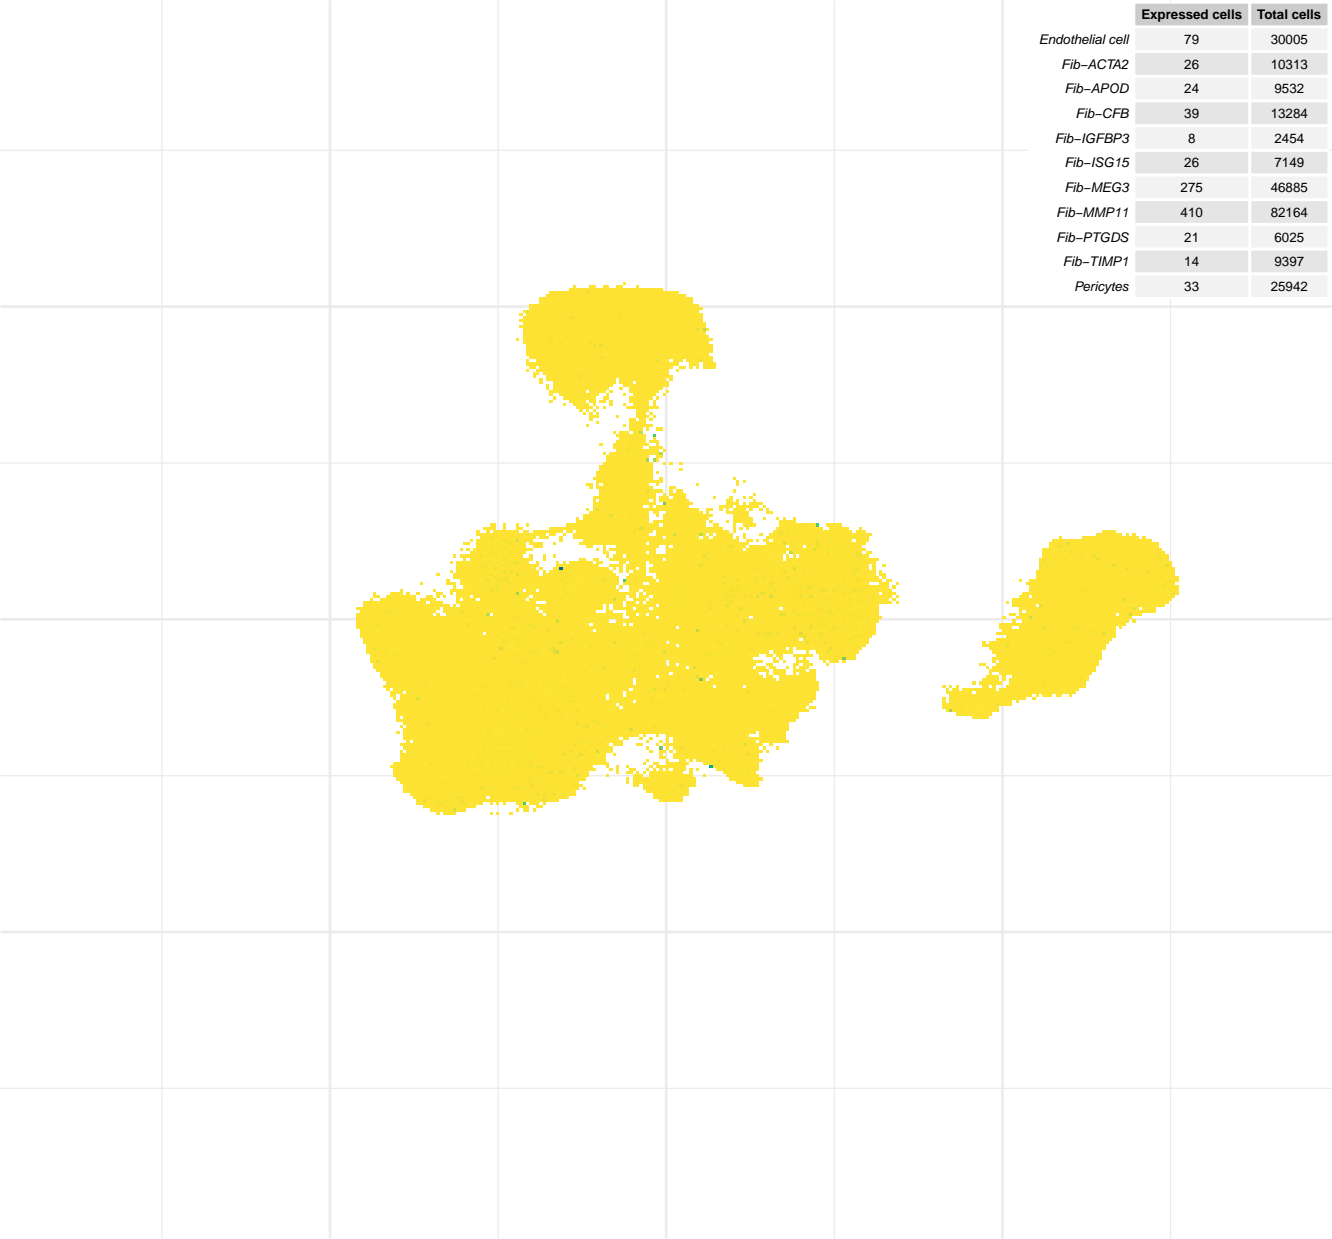 Expressed cells Total cells
Endothelial cell 79 30005
Fib−ACTA2 26 10313
Fib−APOD 24 9532
Fib−CFB 39 13284
Fib−IGFBP3 8 2454
Fib−ISG15 26 7149
Fib−MEG3 275 46885
Fib−MMP11 410 82164
Fib−PTGDS 21 6025
Fib−TIMP1 14 9397
Pericytes 33 25942